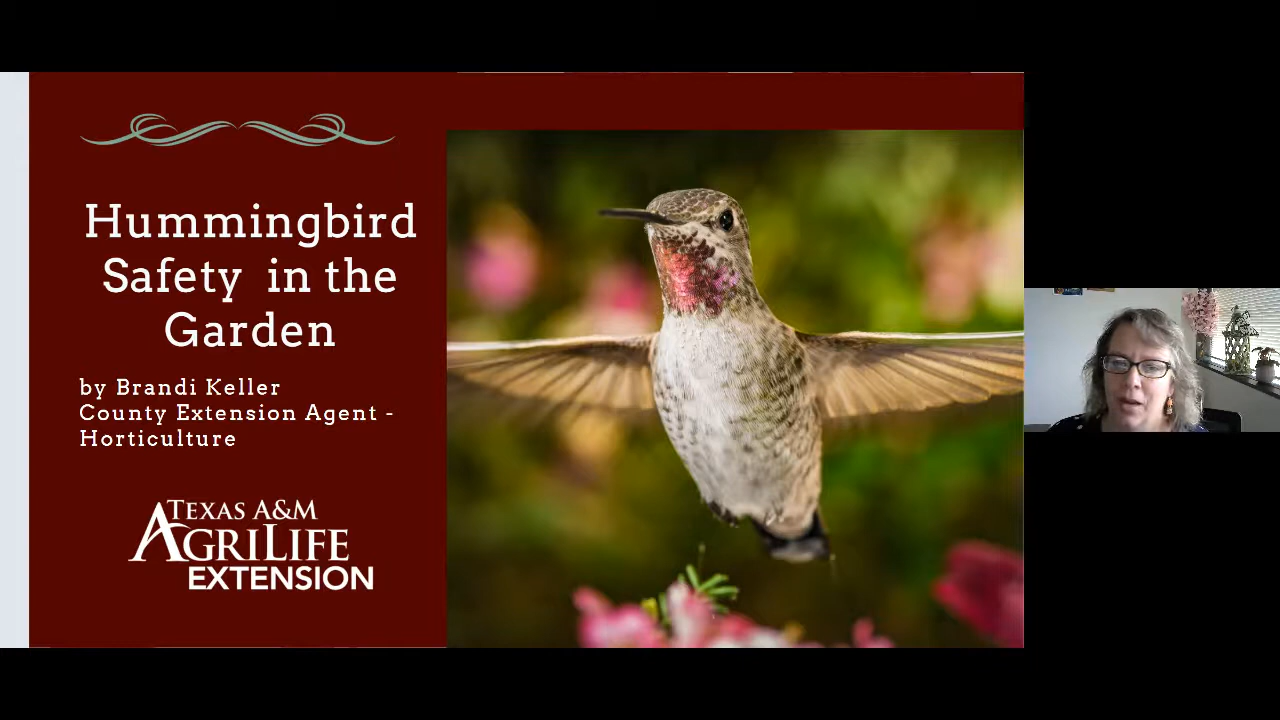 Hummingbird
Safety in the
Garden
by Brandi Keller
County Extension Agent -
Horticulture
TEXAS A&M
AGRILIFE
EXTENSION